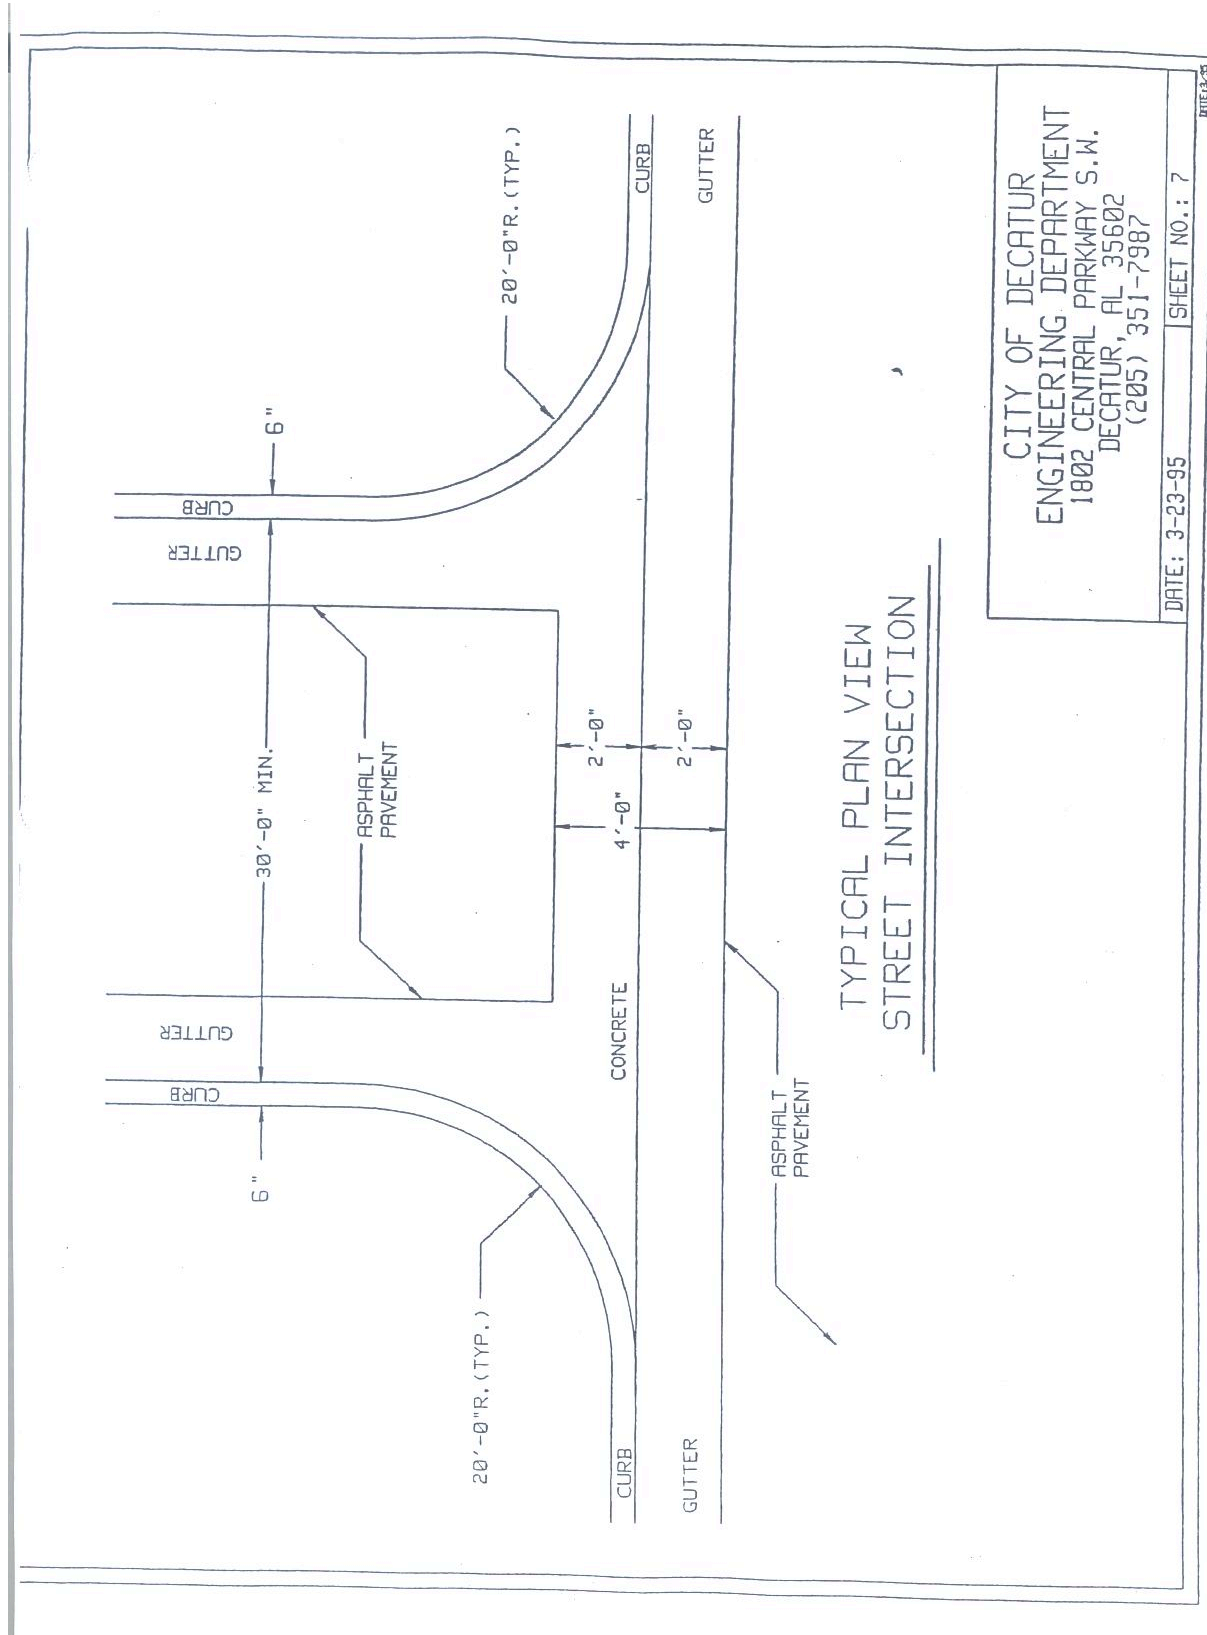 6"
30'-0" MIN.
6"
CURB
GUTTER
GUTTER
CURB
20'-0"R.(TYP.)
20'-0"R.(TYP.)
ASPHALT
PAVEMENT
CONCRETE
4'-0"
2'-0"
2'-0"
CURB
CURB
GUTTER
GUTTER
ASPHALT
PAVEMENT
TYPICAL PLAN VIEW
STREET INTERSECTION
CITY OF DECATUR
ENGINEERING DEPARTMENT
1802 CENTRAL PARKWAY S.W.
DECATUR, AL 35602
(205) 351-7987
DATE: 3-23-95
SHEET NO.: 7